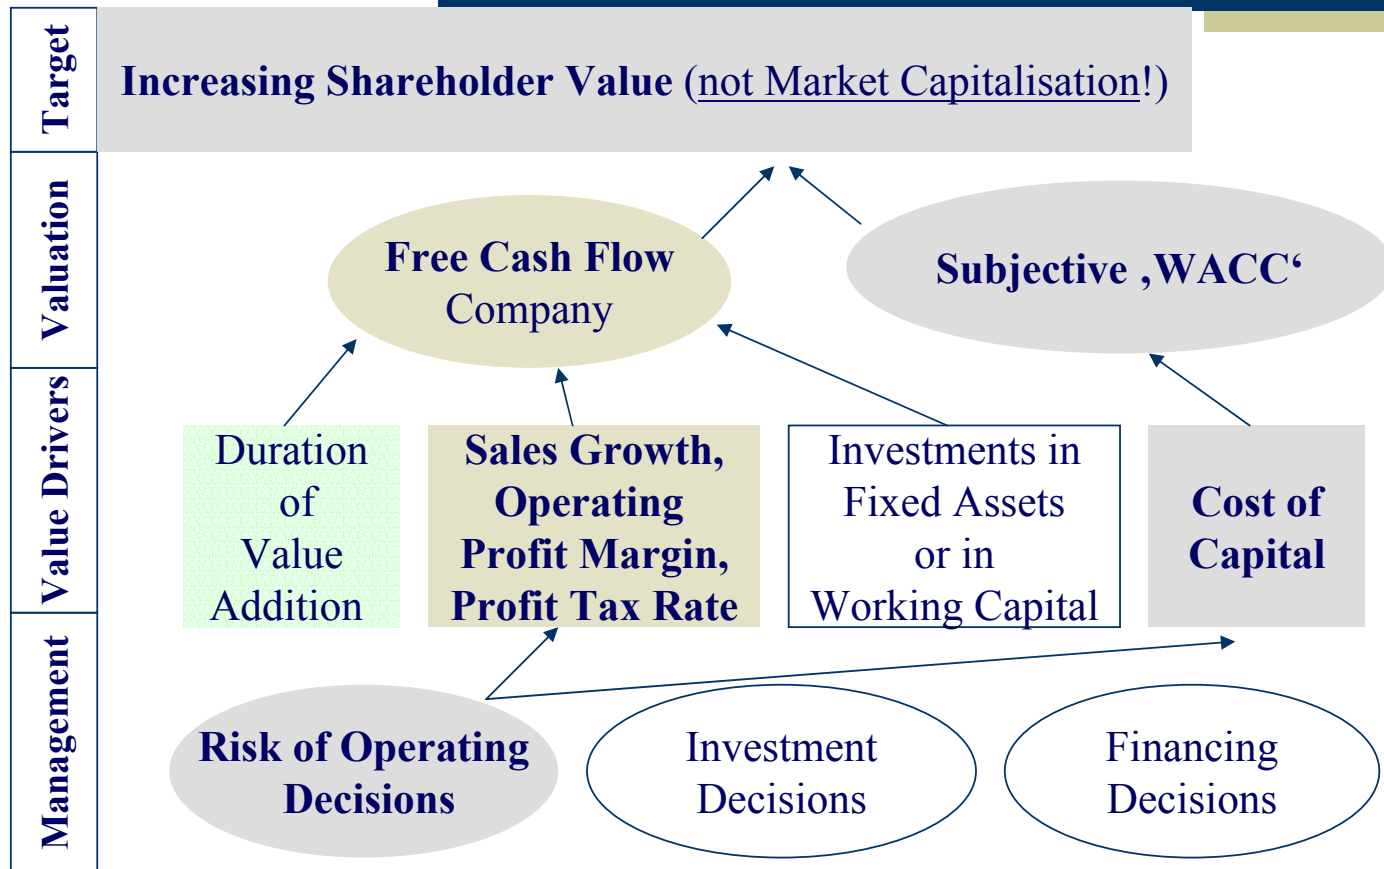 Target
Increasing Shareholder Value (not Market Capitalisation!)
Valuation
Free Cash Flow
Company
Subjective ‚WACC‘
Value Drivers
Duration
of
Value
Addition
Sales Growth,
Operating
Profit Margin,
Profit Tax Rate
Investments in
Fixed Assets
or in
Working Capital
Cost of
Capital
Management
Risk of Operating
Decisions
Investment
Decisions
Financing
Decisions